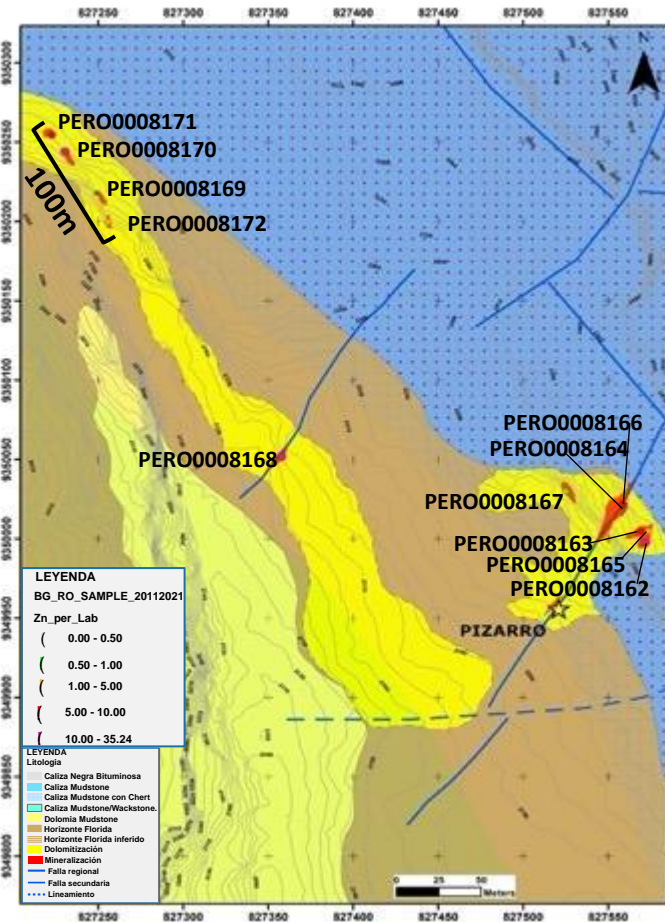 827250 827300 827350 827400 827450 827500 827550
9350300
9350250
9350200
9350150
9350100
9350050
9350000
9349950
9349900
9349850
9349800
N
PERO0008171
PERO0008170
PERO0008169
PERO0008172
100m
PERO0008166
PERO0008164
PERO0008168
PERO0008167
PERO0008163
PERO0008165
PERO0008162
PIZARRO
LEYENDA
BG_RO_SAMPLE_20112021
Zn_per_Lab
0.00 - 0.50
0.50 - 1.00
1.00 - 5.00
5.00 - 10.00
10.00 - 35.24
LEYENDA
Litologia
Caliza Negra Bituminosa
Caliza Mudstone
Caliza Mudstone con Chert
Caliza Mudstone/Wackstone.
Dolomia Mudstone
Horizonte Florida
Horizonte Florida inferido
Dolomitización
Mineralización
Falla regional
Falla secundaria
Lineamiento
0 25 50
Meters
827250 827300 827350 827400 827450 827500 827550